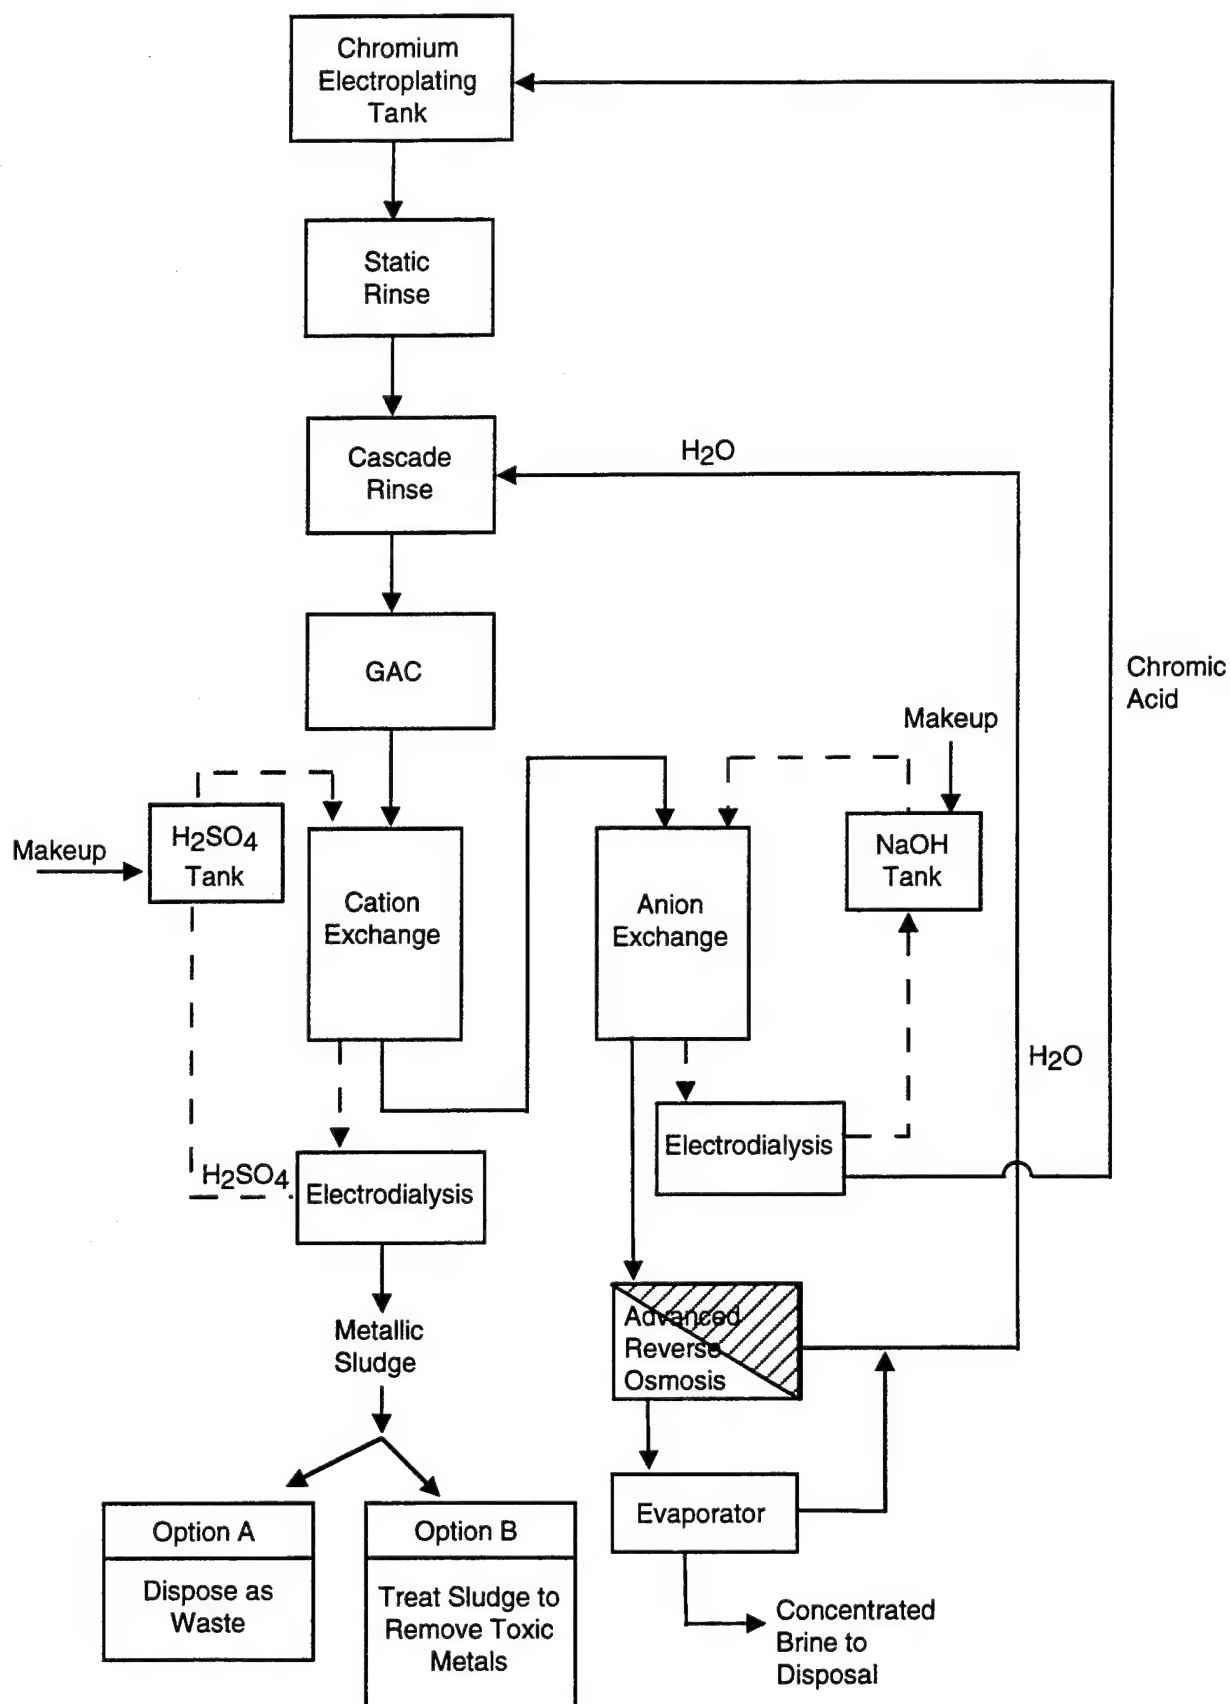 Chromium
Electroplating
Tank
Static
Rinse
Cascade
Rinse
H2O
GAC
Chromic
Acid
Makeup
Makeup
H2SO4
Tank
Cation
Exchange
Anion
Exchange
NaOH
Tank
H2O
Electrodialysis
H2SO4
Electrodialysis
Metallic
Sludge
Advanced
Reverse
Osmosis
Evaporator
Option A
Dispose as
Waste
Option B
Treat Sludge to
Remove Toxic
Metals
Concentrated
Brine to
Disposal